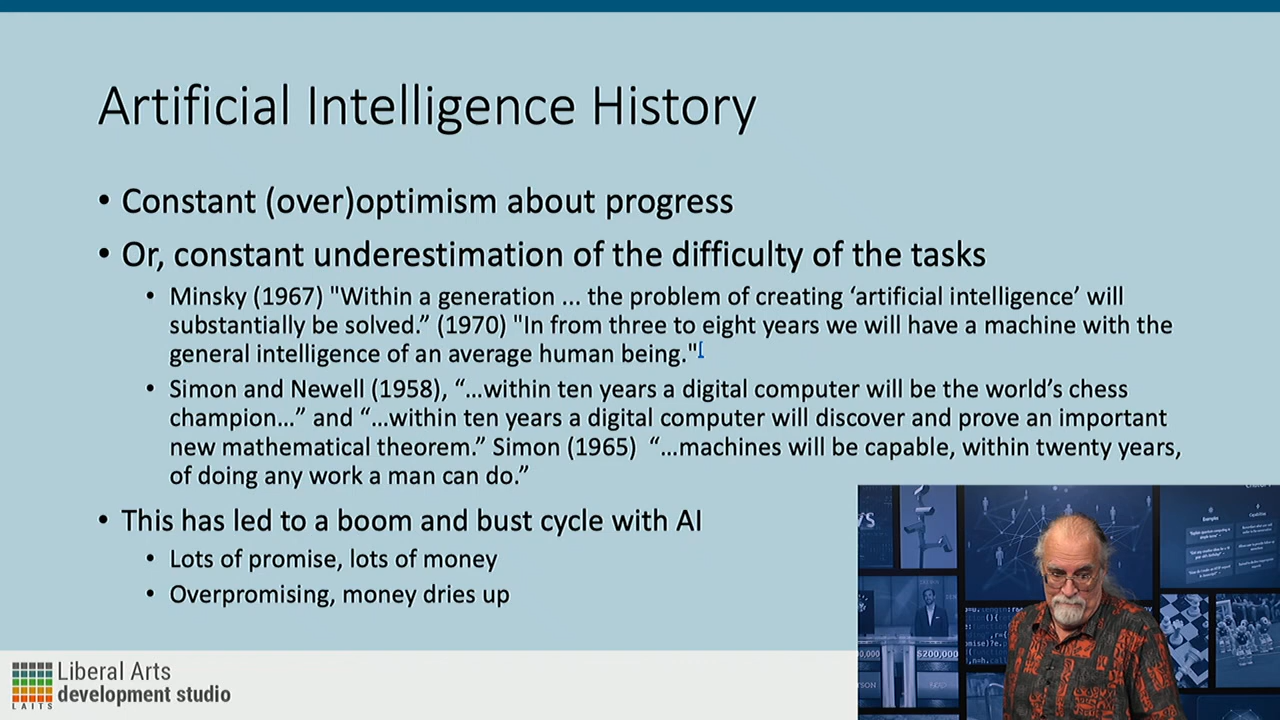 Artificial Intelligence History
• Constant (over)optimism about progress
• Or, constant underestimation of the difficulty of the tasks
• Minsky (1967) "Within a generation ... the problem of creating ‘artificial intelligence’ will
substantially be solved.” (1970) "In from three to eight years we will have a machine with the
general intelligence of an average human being."[
• Simon and Newell (1958), “…within ten years a digital computer will be the world’s chess
champion…” and “…within ten years a digital computer will discover and prove an important
new mathematical theorem.” Simon (1965) “…machines will be capable, within twenty years,
of doing any work a man can do.”
• This has led to a boom and bust cycle with AI
• Lots of promise, lots of money
• Overpromising, money dries up
Examples
$200,000
Liberal Arts
development studio
LAITS